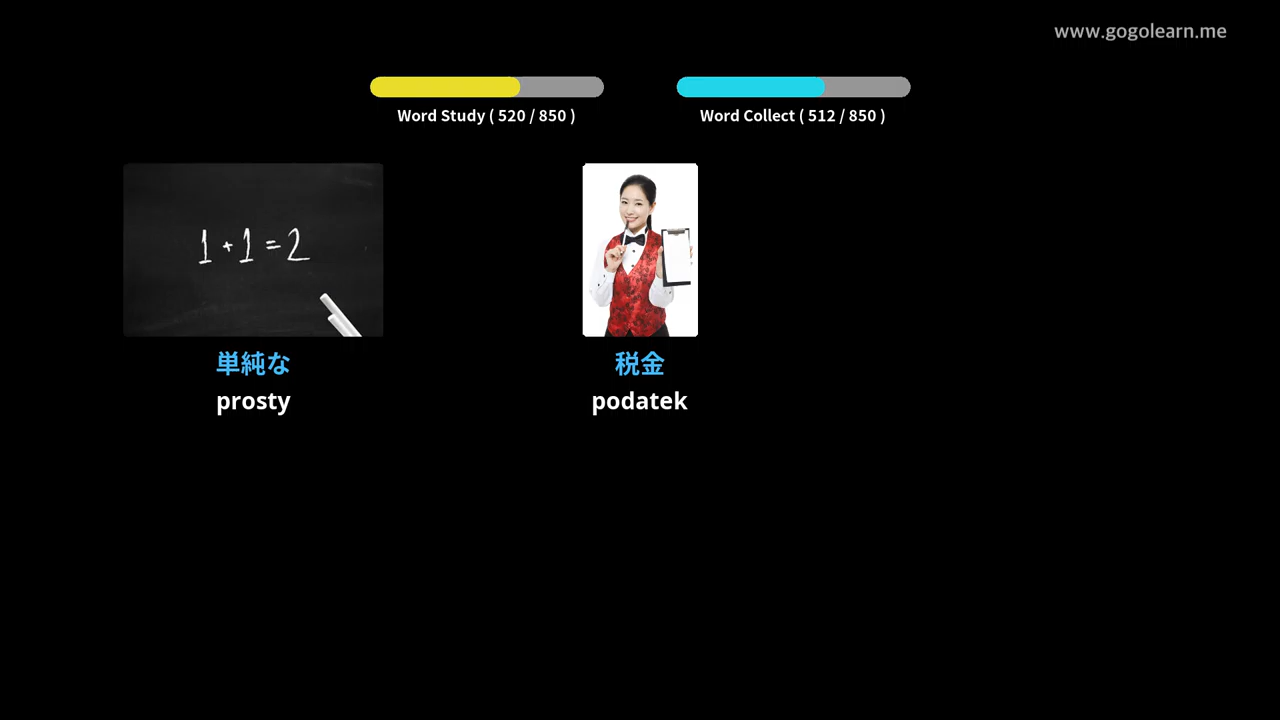 www.gogolearn.me
Word Study ( 520 / 850 )
Word Collect ( 512 / 850 )
1 + 1 = 2
単純な
prosty
税金
podatek